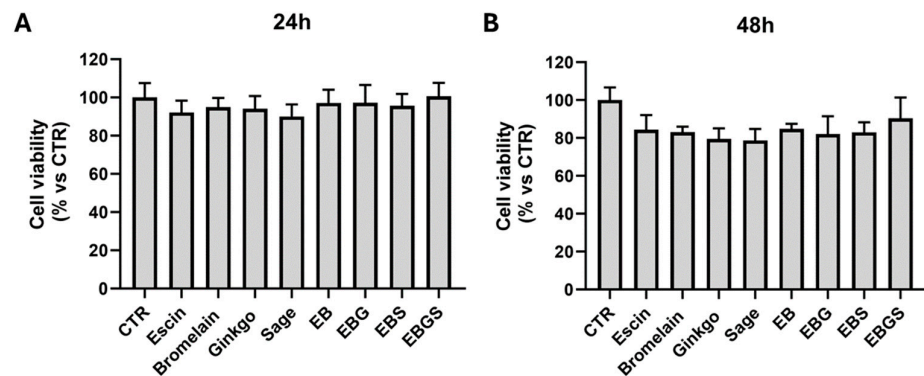 A
24h
Cell viability
(% vs CTR)
120
100
80
60
40
20
0
CTR
Escin
Bromelain
Ginkgo
Sage
EB
EBG
EBS
EBGS
B
48h
Cell viability
(% vs CTR)
120
100
80
60
40
20
0
CTR
Escin
Bromelain
Ginkgo
Sage
EB
EBG
EBS
EBGS